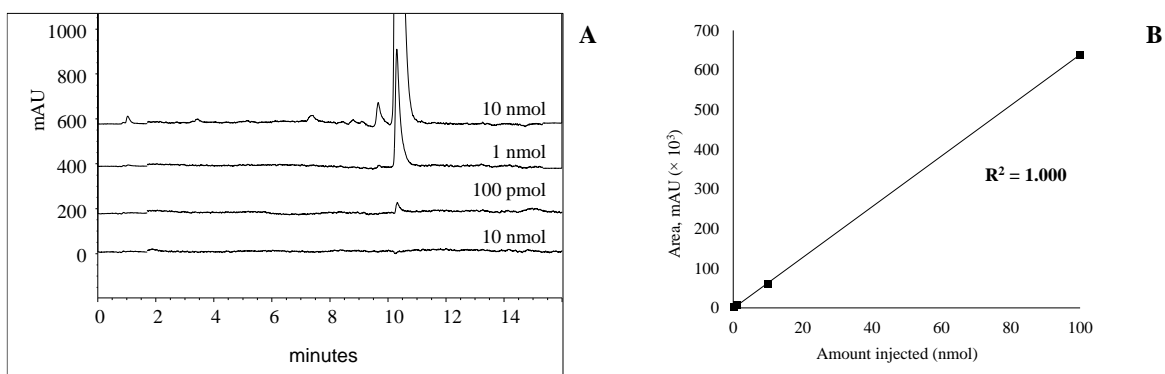 A
1000
800
600
400
200
0
mAU
10 nmol
1 nmol
100 pmol
10 nmol
0 2 4 6 8 10 12 14
minutes
B
700
600
500
400
300
200
100
0
Area, mAU (× 10³)
R² = 1.000
0 20 40 60 80 100
Amount injected (nmol)